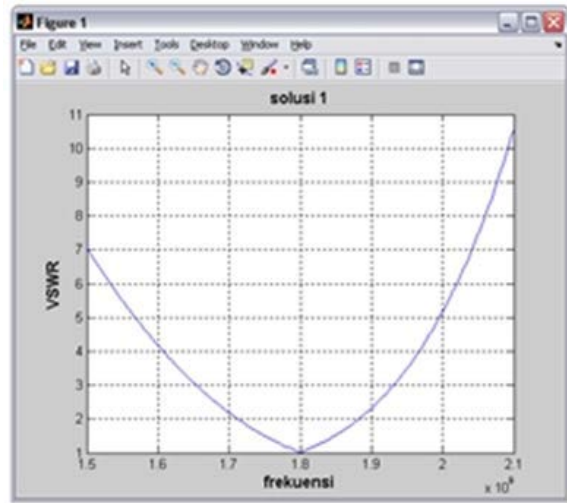 Figure 1
File Edit View Insert Tools Desktop Window Help
solusi 1
11
10
9
8
7
6
5
4
3
2
1
VSWR
1.5 1.6 1.7 1.8 1.9 2 2.1
frekuensi
x 10⁹